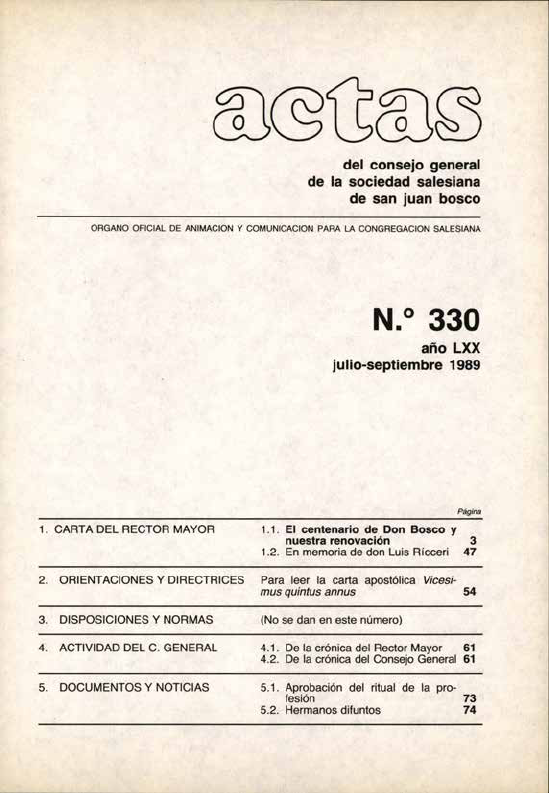 actas
del consejo general
de la sociedad salesiana
de san juan bosco
ORGANO OFICIAL DE ANIMACION Y COMUNICACION PARA LA CONGREGACION SALESIANA
N.º 330
año LXX
julio-septiembre 1989
Página
1. CARTA DEL RECTOR MAYOR 1.1. El centenario de Don Bosco y
nuestra renovación 3
1.2. En memoria de don Luis Rícceri 47
2. ORIENTACIONES Y DIRECTRICES Para leer la carta apostólica Vicesi-
mus quintus annus 54
3. DISPOSICIONES Y NORMAS (No se dan en este número)
4. ACTIVIDAD DEL C. GENERAL 4.1. De la crónica del Rector Mayor 61
4.2. De la crónica del Consejo General 61
5. DOCUMENTOS Y NOTICIAS 5.1. Aprobación del ritual de la pro-
fesión 73
5.2. Hermanos difuntos 74